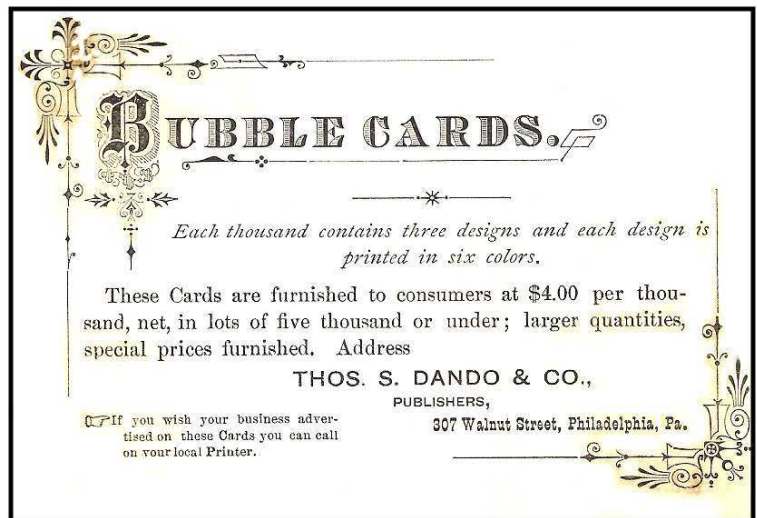 BUBBLE CARDS.
Each thousand contains three designs and each design is
printed in six colors.
These Cards are furnished to consumers at $4.00 per thou-
sand, net, in lots of five thousand or under; larger quantities,
special prices furnished. Address
THOS. S. DANDO & CO.,
PUBLISHERS,
307 Walnut Street, Philadelphia, Pa.
☞If you wish your business adver-
tised on these Cards you can call
on your local Printer.